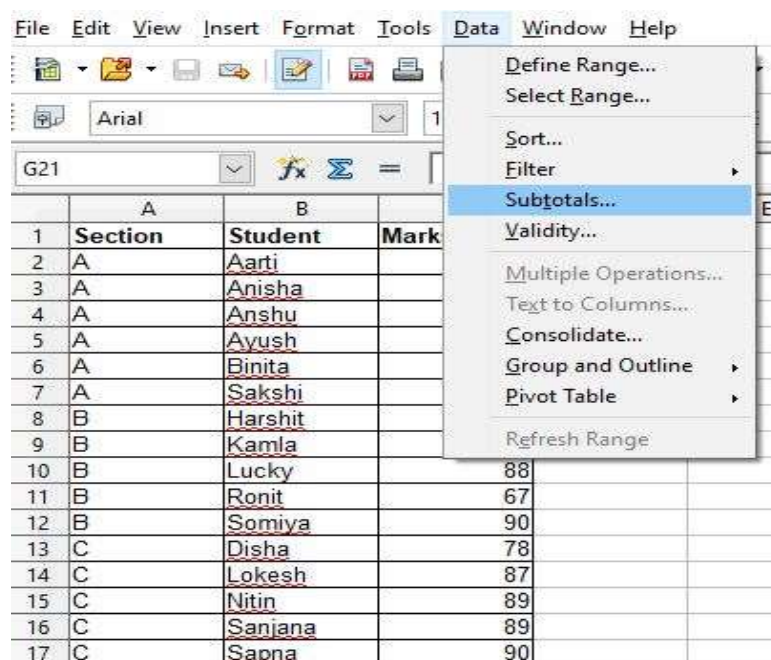 File Edit View Insert Format Tools Data Window Help
Define Range...
Select Range...
Arial 1
Sort...
G21 fx Σ =
Filter
Subtotals...
Validity...
Multiple Operations...
Text to Columns...
Consolidate...
Group and Outline
Pivot Table
Refresh Range
A B E
1 Section Student Mark
2 A Aarti
3 A Anisha
4 A Anshu
5 A Ayush
6 A Binita
7 A Sakshi
8 B Harshit
9 B Kamla
10 B Lucky 88
11 B Ronit 67
12 B Somiya 90
13 C Disha 78
14 C Lokesh 87
15 C Nitin 89
16 C Sanjana 89
17 C Sapna 90